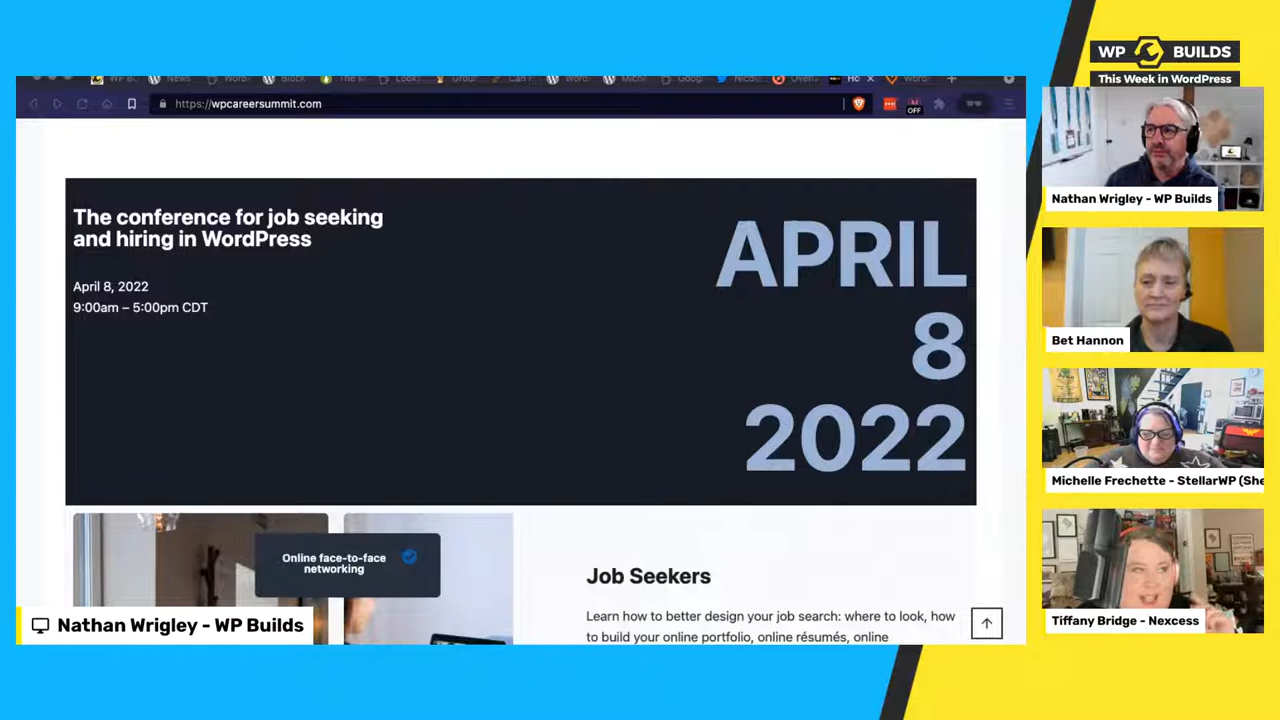 WP BUILDS
This Week in WordPress
https://wpcareersummit.com
OFF
The conference for job seeking
and hiring in WordPress
April 8, 2022
9:00am – 5:00pm CDT
APRIL
8
2022
Online face-to-face
networking
Job Seekers
Learn how to better design your job search: where to look, how
to build your online portfolio, online résumés, online
Nathan Wrigley - WP Builds
Nathan Wrigley - WP Builds
Bet Hannon
Michelle Frechette - StellarWP (She
Tiffany Bridge - Nexcess